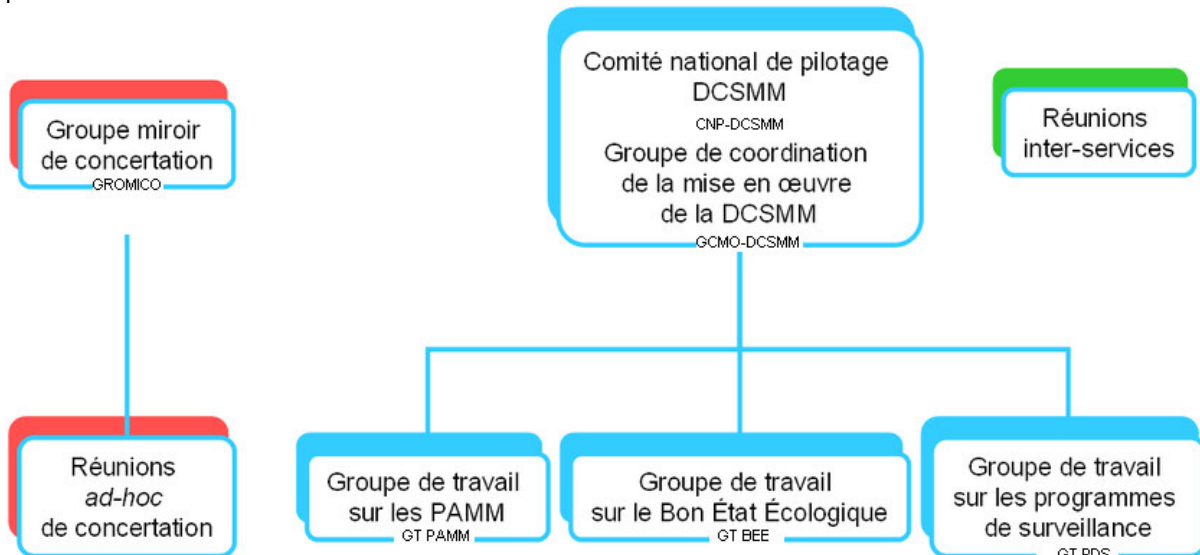 Groupe miroir
de concertation
GROMICO
Comité national de pilotage
DCSMM
CNP-DCSMM
Groupe de coordination
de la mise en œuvre
de la DCSMM
GCMO-DCSMM
Réunions
inter-services
Réunions
ad-hoc
de concertation
Groupe de travail
sur les PAMM
GT PAMM
Groupe de travail
sur le Bon État Écologique
GT BEE
Groupe de travail
sur les programmes
de surveillance
GT PDS